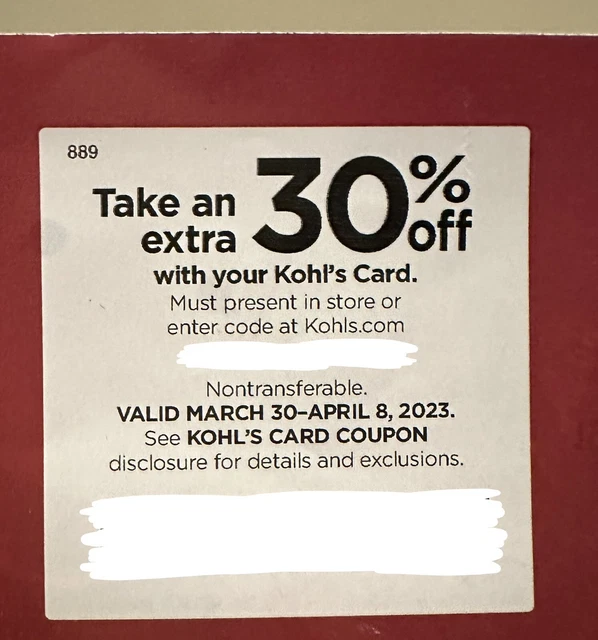 889
Take an extra 30% off
with your Kohl's Card.
Must present in store or
enter code at Kohls.com
Nontransferable.
VALID MARCH 30–APRIL 8, 2023.
See KOHL'S CARD COUPON
disclosure for details and exclusions.